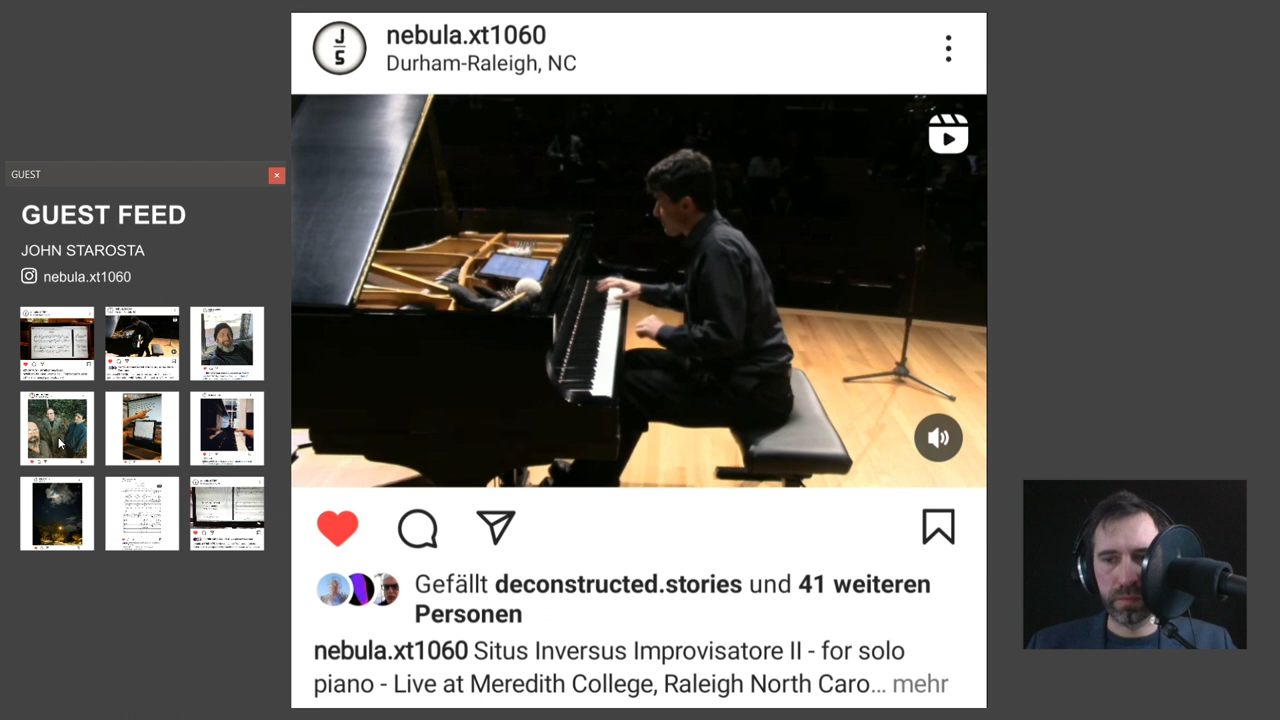 J
S
nebula.xt1060
Durham-Raleigh, NC
GUEST
GUEST FEED
JOHN STAROSTA
nebula.xt1060
Gefällt deconstructed.stories und 41 weiteren
Personen
nebula.xt1060 Situs Inversus Improvisatore II - for solo
piano - Live at Meredith College, Raleigh North Caro... mehr